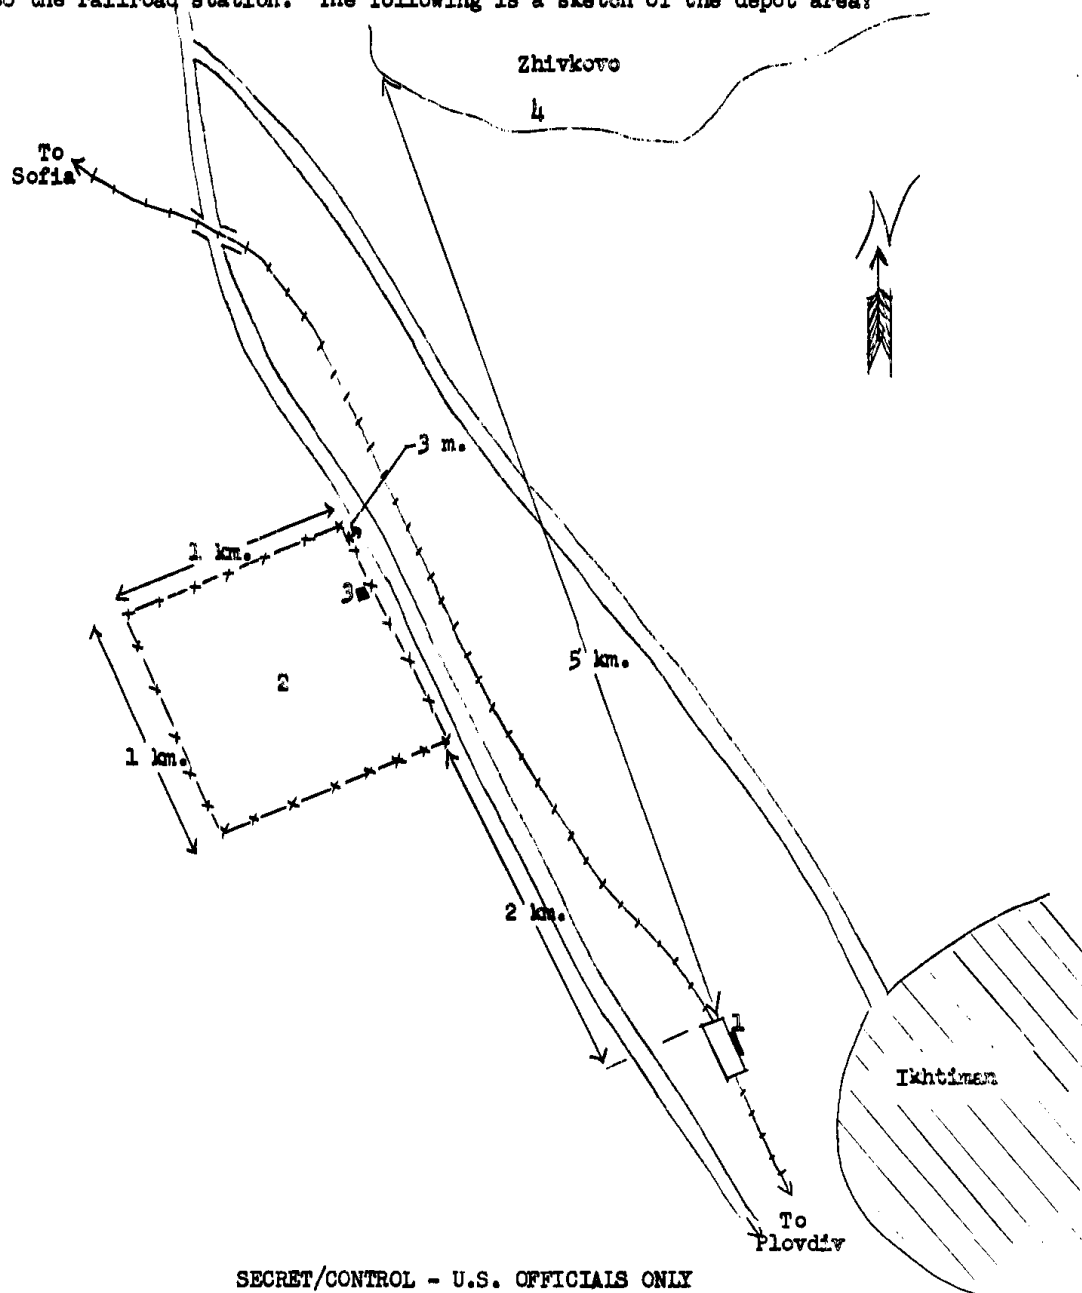 to the railroad station. The following is a sketch of the depot area:
Zhivkovo
4
To
Sofia
N
3 m.
1 km.
3
5 km.
2
1 km.
2 km.
1
Ikhtiman
To
Plovdiv
SECRET/CONTROL - U.S. OFFICIALS ONLY